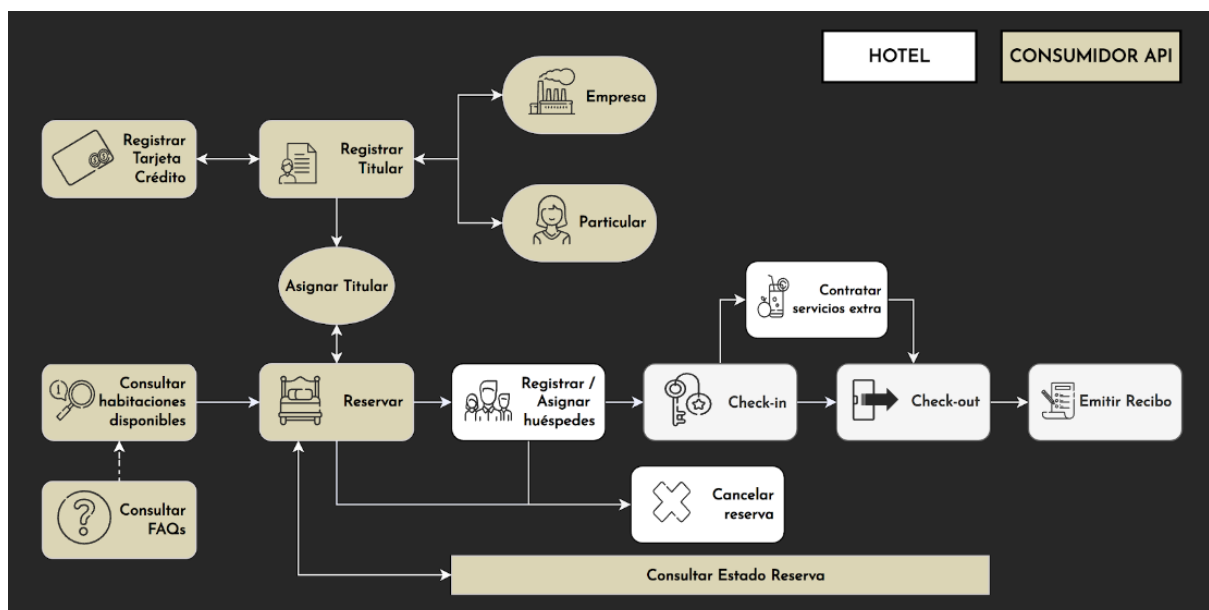 HOTEL
CONSUMIDOR API
Empresa
Registrar
Tarjeta
Crédito
Registrar
Titular
Particular
Asignar Titular
Contratar
servicios extra
Consultar
habitaciones
disponibles
Reservar
Registrar /
Asignar
huéspedes
Check-in
Check-out
Emitir Recibo
Consultar
FAQs
Cancelar
reserva
Consultar Estado Reserva